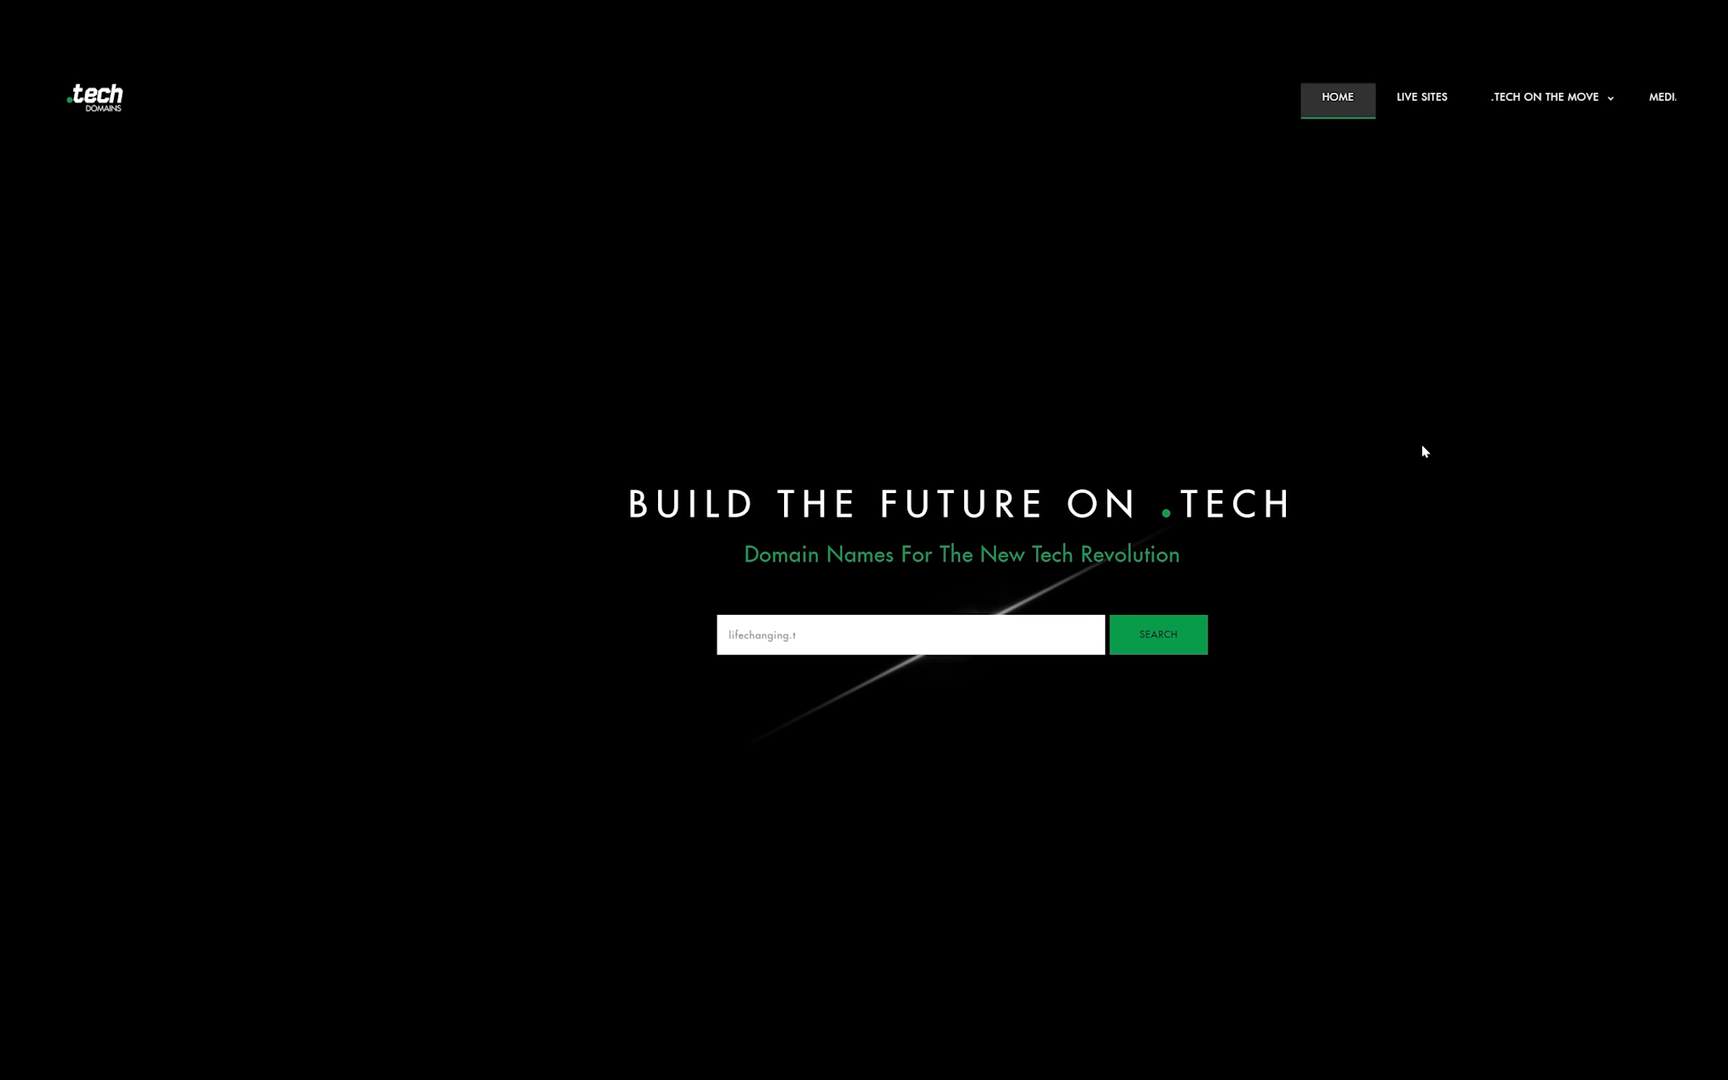 .tech
DOMAINS
HOME
LIVE SITES
.TECH ON THE MOVE
MEDI.
BUILD THE FUTURE ON .TECH
Domain Names For The New Tech Revolution
lifechanging.t
SEARCH